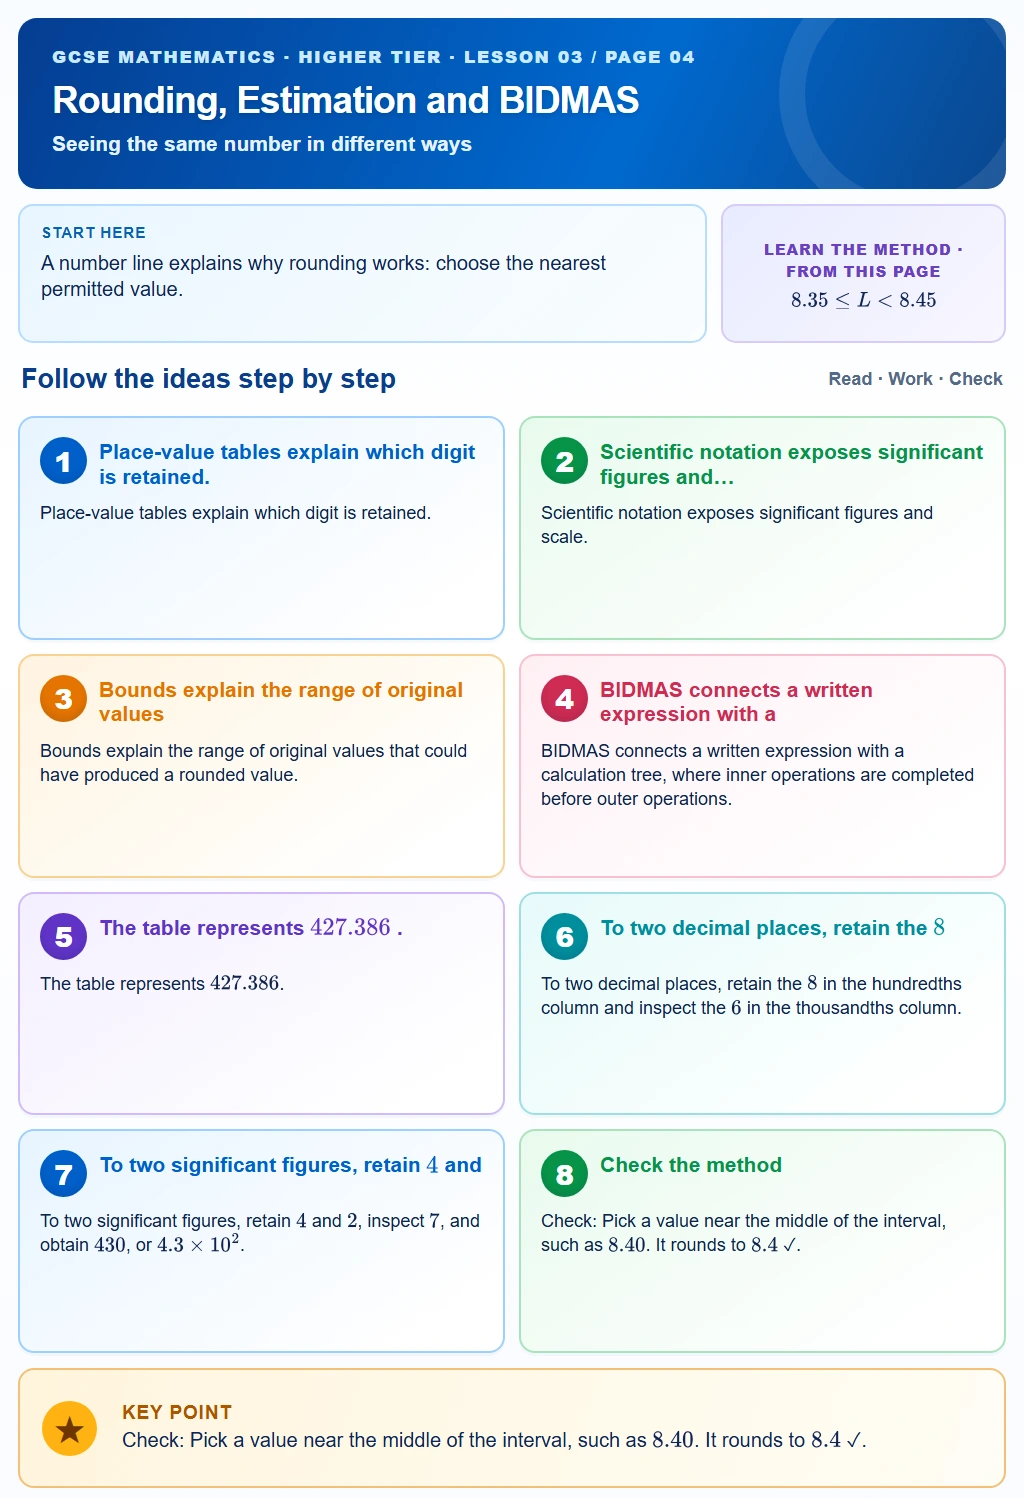 GCSE MATHEMATICS · HIGHER TIER · LESSON 03 / PAGE 04
Rounding, Estimation and BIDMAS
Seeing the same number in different ways
START HERE
A number line explains why rounding works: choose the nearest
permitted value.
LEARN THE METHOD ·
FROM THIS PAGE
8.35 ≤ L < 8.45
Follow the ideas step by step
Read · Work · Check
1
Place-value tables explain which digit
is retained.
Place-value tables explain which digit is retained.
2
Scientific notation exposes significant
figures and…
Scientific notation exposes significant figures and
scale.
3
Bounds explain the range of original
values
Bounds explain the range of original values that could
have produced a rounded value.
4
BIDMAS connects a written
expression with a
BIDMAS connects a written expression with a
calculation tree, where inner operations are completed
before outer operations.
5
The table represents 427.386 .
The table represents 427.386.
6
To two decimal places, retain the 8
To two decimal places, retain the 8 in the hundredths
column and inspect the 6 in the thousandths column.
7
To two significant figures, retain 4 and
To two significant figures, retain 4 and 2, inspect 7, and
obtain 430, or 4.3 × 10².
8
Check the method
Check: Pick a value near the middle of the interval,
such as 8.40. It rounds to 8.4 ✓.
KEY POINT
Check: Pick a value near the middle of the interval, such as 8.40. It rounds to 8.4 ✓.